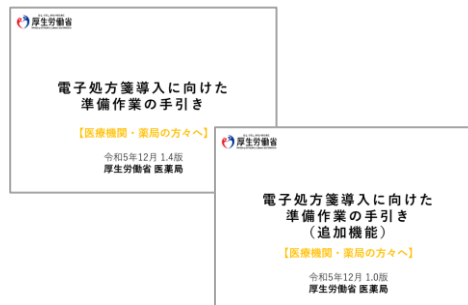 厚生労働省
電子処方箋導入に向けた
準備作業の手引き
【医療機関・薬局の方々へ】
令和5年12月 1.4版
厚生労働省 医薬局
厚生労働省
電子処方箋導入に向けた
準備作業の手引き
（追加機能）
【医療機関・薬局の方々へ】
令和5年12月 1.0版
厚生労働省 医薬局